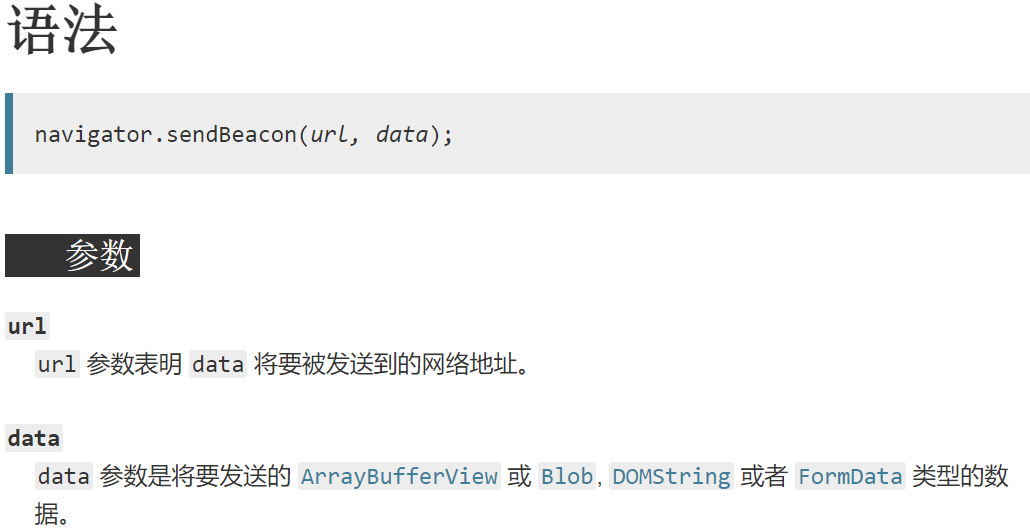 语法
navigator.sendBeacon(url, data);
参数
url
url 参数表明 data 将要被发送到的网络地址。
data
data 参数是将要发送的 ArrayBufferView 或 Blob, DOMString 或者 FormData 类型的数
据。